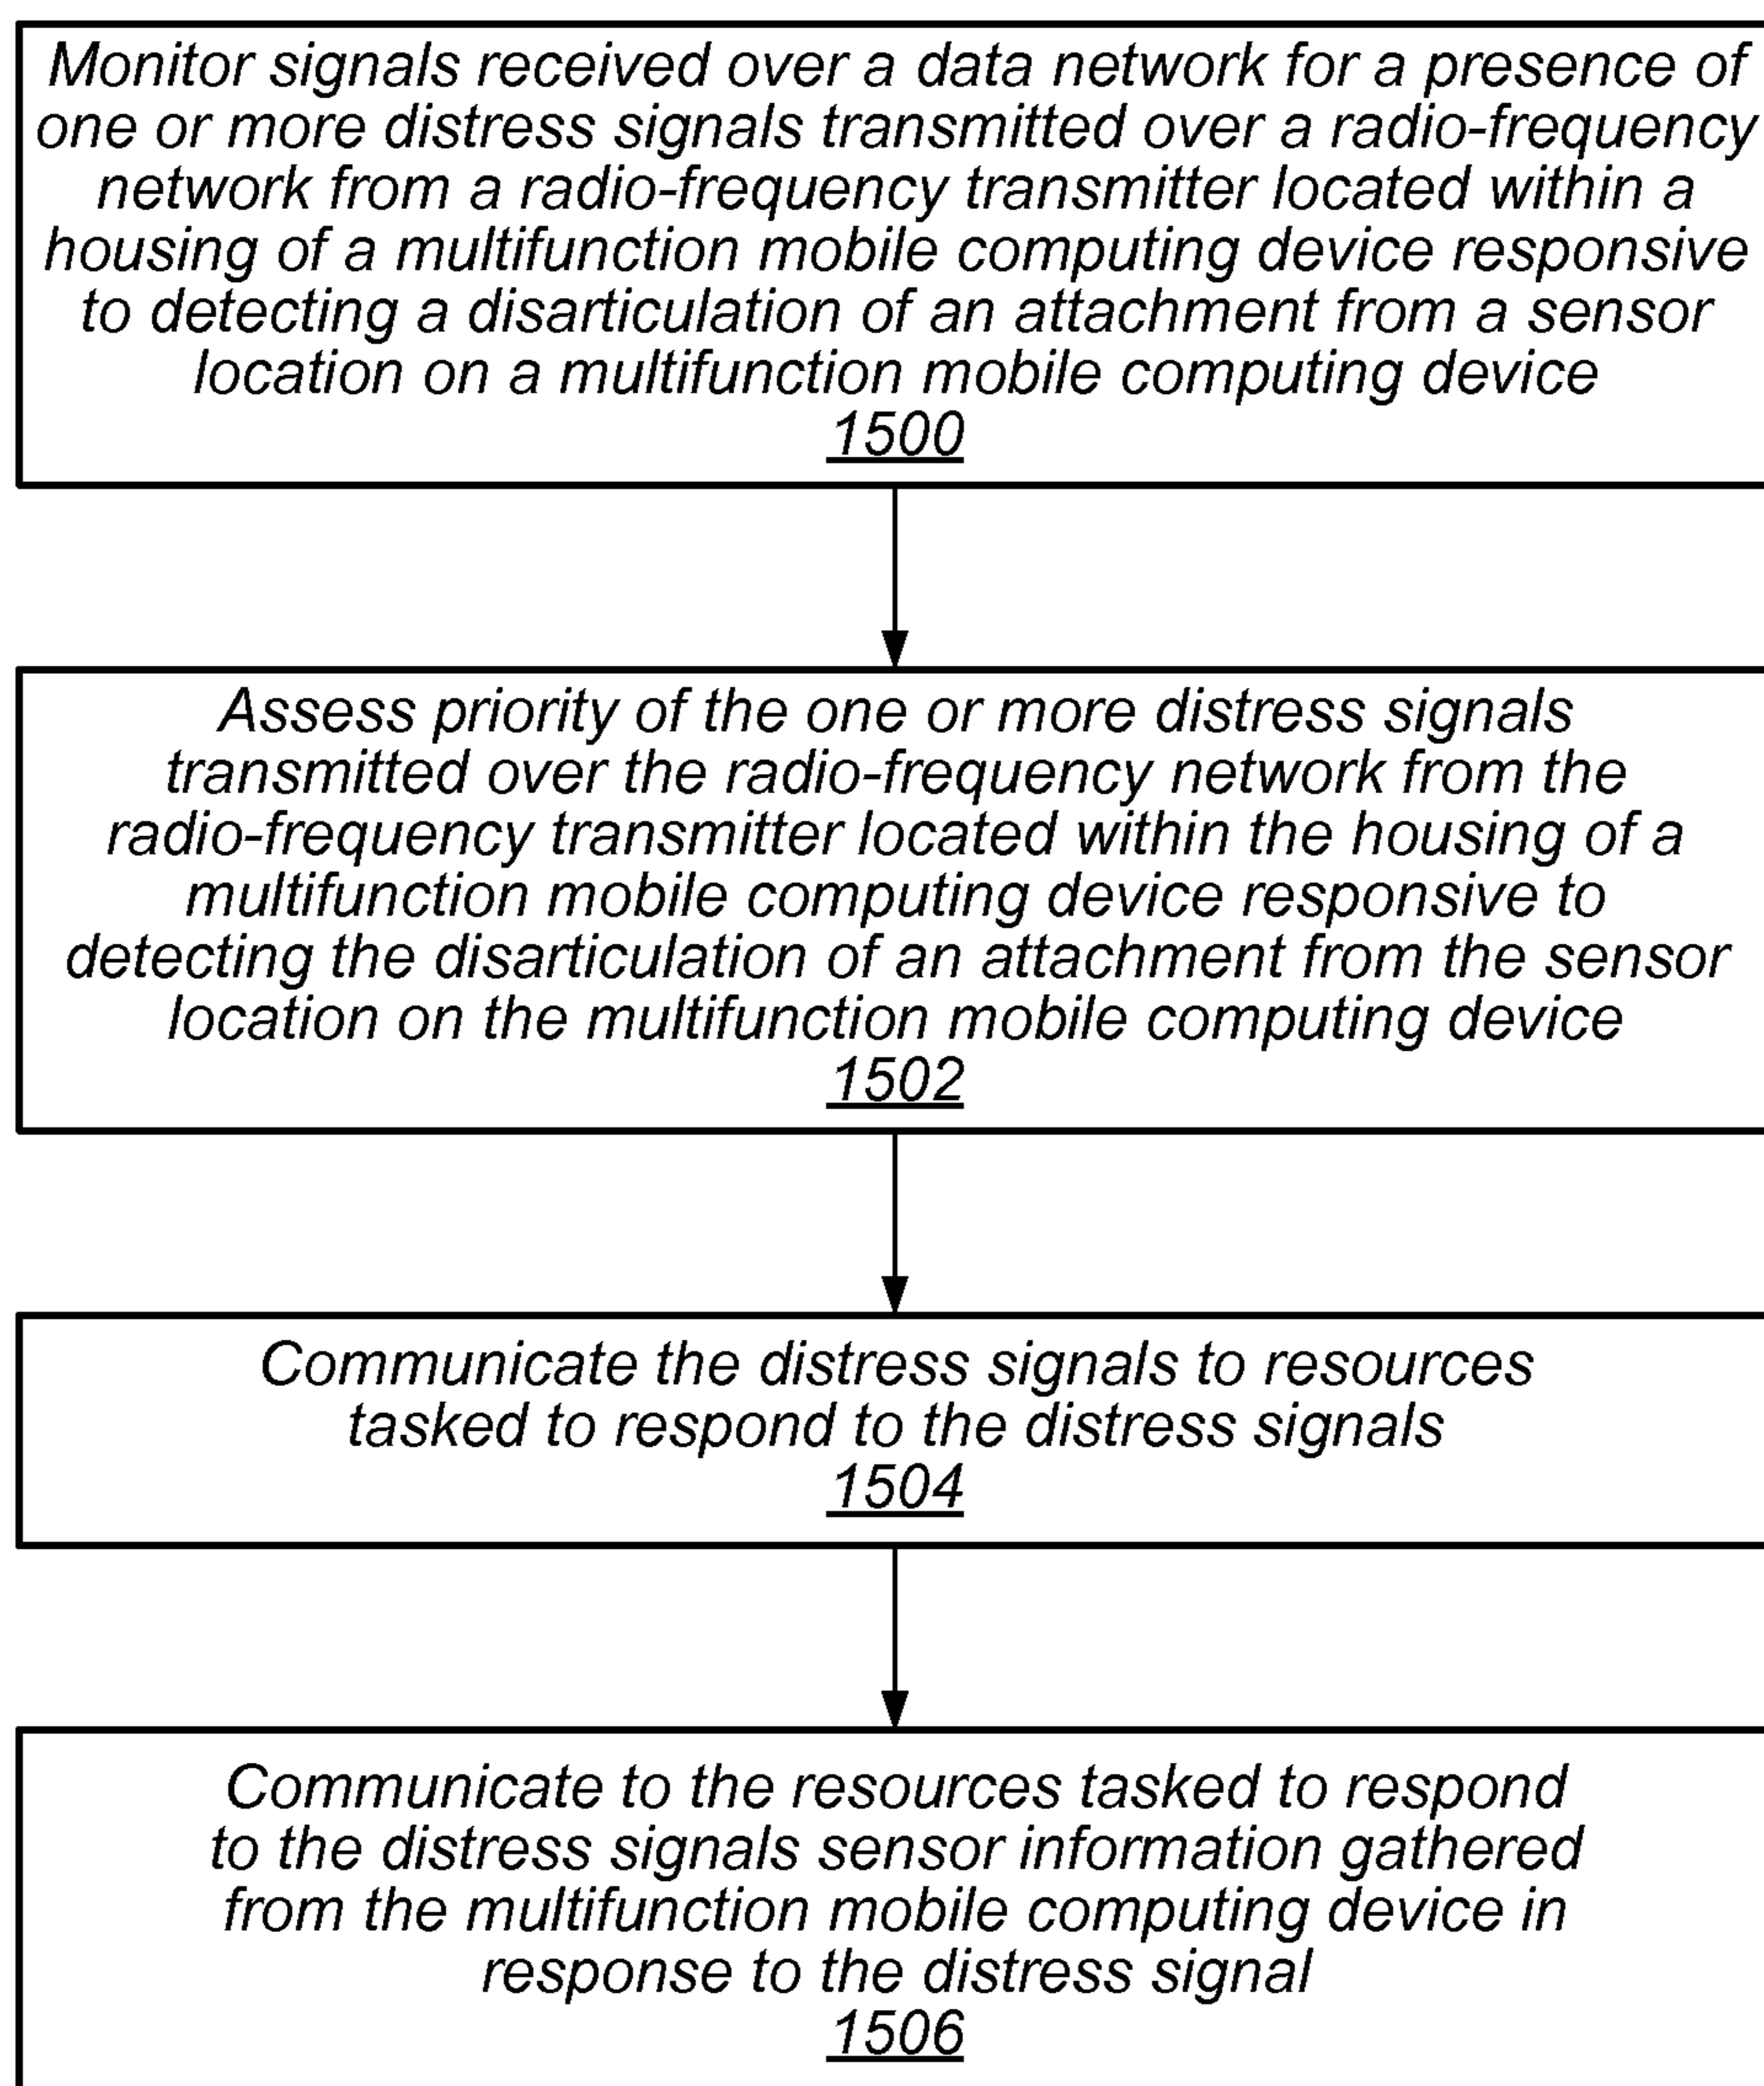 Monitor signals received over a data network for a presence of
one or more distress signals transmitted over a radio-frequency
network from a radio-frequency transmitter located within a
housing of a multifunction mobile computing device responsive
to detecting a disarticulation of an attachment from a sensor
location on a multifunction mobile computing device
1500
Assess priority of the one or more distress signals
transmitted over the radio-frequency network from the
radio-frequency transmitter located within the housing of a
multifunction mobile computing device responsive to
detecting the disarticulation of an attachment from the sensor
location on the multifunction mobile computing device
1502
Communicate the distress signals to resources
tasked to respond to the distress signals
1504
Communicate to the resources tasked to respond
to the distress signals sensor information gathered
from the multifunction mobile computing device in
response to the distress signal
1506